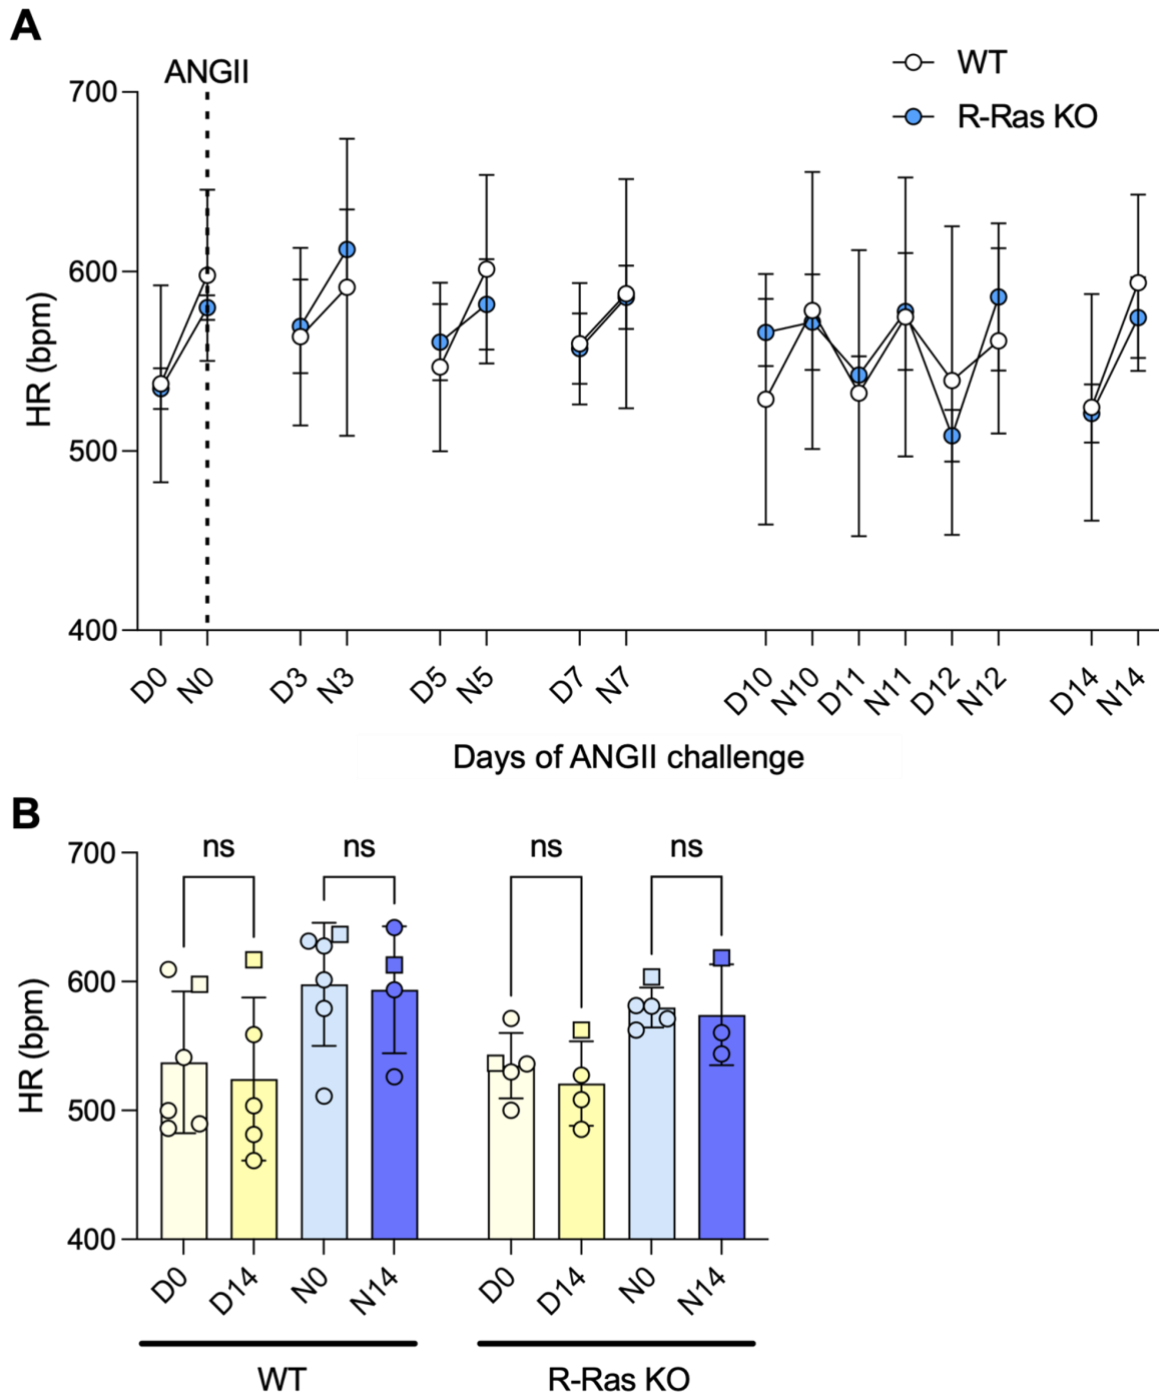 A
ANGII
WT
R-Ras KO
700
600
500
400
HR (bpm)
D0 N0 D3 N3 D5 N5 D7 N7 D10 N10 D11 N11 D12 N12 D14 N14
Days of ANGII challenge
B
700
600
500
400
HR (bpm)
ns ns ns ns
D0 D14 N0 N14 D0 D14 N0 N14
WT R-Ras KO